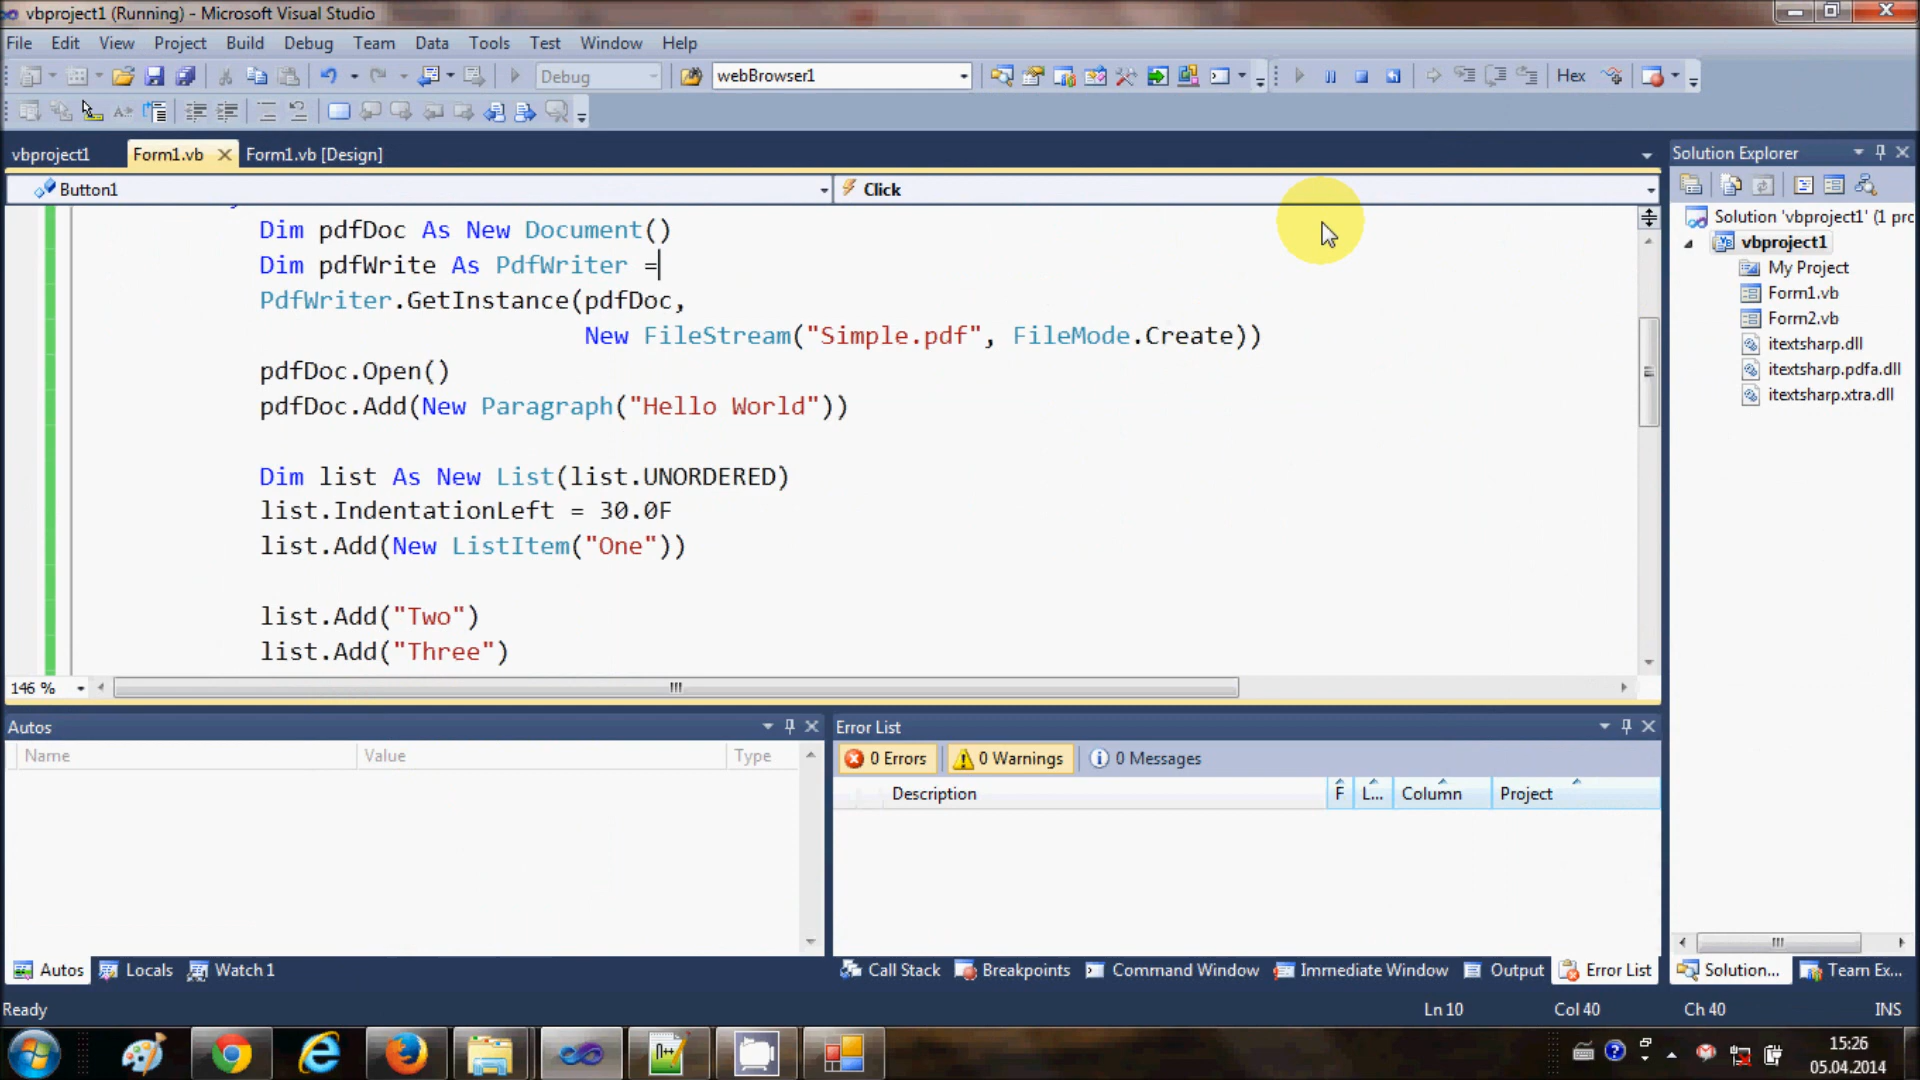 vbproject1 (Running) - Microsoft Visual Studio
File Edit View Project Build Debug Team Data Tools Test Window Help
Debug webBrowser1 Hex
vbproject1 Form1.vb Form1.vb [Design]
Button1 Click
Dim pdfDoc As New Document()
Dim pdfWrite As PdfWriter =
PdfWriter.GetInstance(pdfDoc,
New FileStream("Simple.pdf", FileMode.Create))
pdfDoc.Open()
pdfDoc.Add(New Paragraph("Hello World"))
Dim list As New List(list.UNORDERED)
list.IndentationLeft = 30.0F
list.Add(New ListItem("One"))
list.Add("Two")
list.Add("Three")
146 %
Solution Explorer
Solution 'vbproject1' (1 prc
vbproject1
My Project
Form1.vb
Form2.vb
itextsharp.dll
itextsharp.pdfa.dll
itextsharp.xtra.dll
Autos
Name Value Type
Error List
0 Errors 0 Warnings 0 Messages
Description F L... Column Project
Autos Locals Watch 1
Call Stack Breakpoints Command Window Immediate Window Output Error List
Solution... Team Ex...
Ready Ln 10 Col 40 Ch 40 INS
15:26
05.04.2014